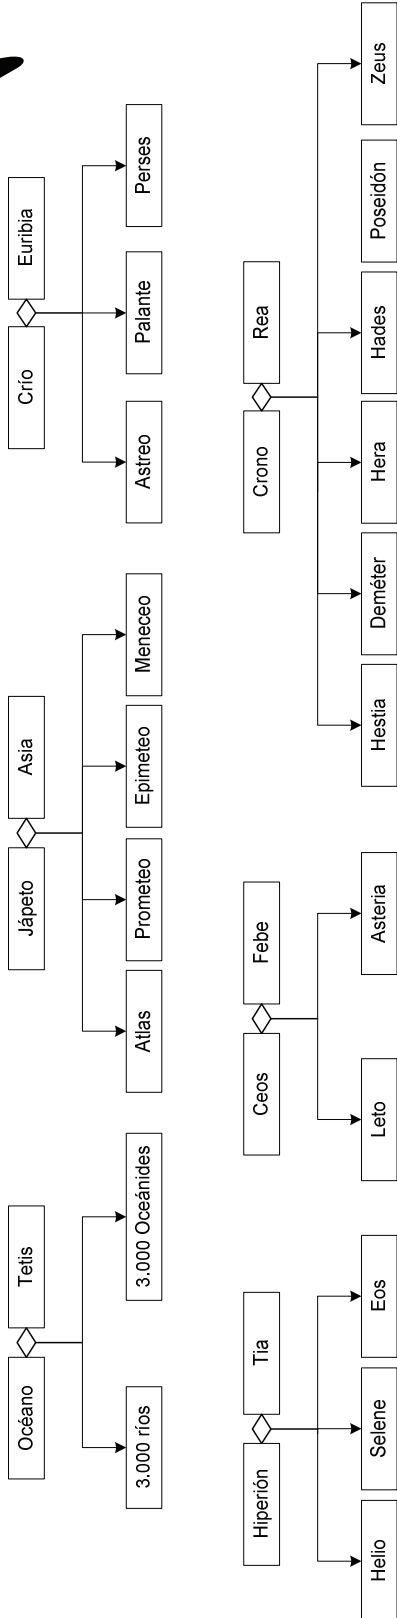 Océano Tetis
3.000 ríos 3.000 Oceánides
Jápeto Asia
Atlas Prometeo Epimeteo Meneceo
Crío Euribia
Astreo Palante Perses
Hiperión Tia
Helio Selene Eos
Ceos Febe
Leto Asteria
Crono Rea
Hestia Deméter Hera Hades Poseidón Zeus